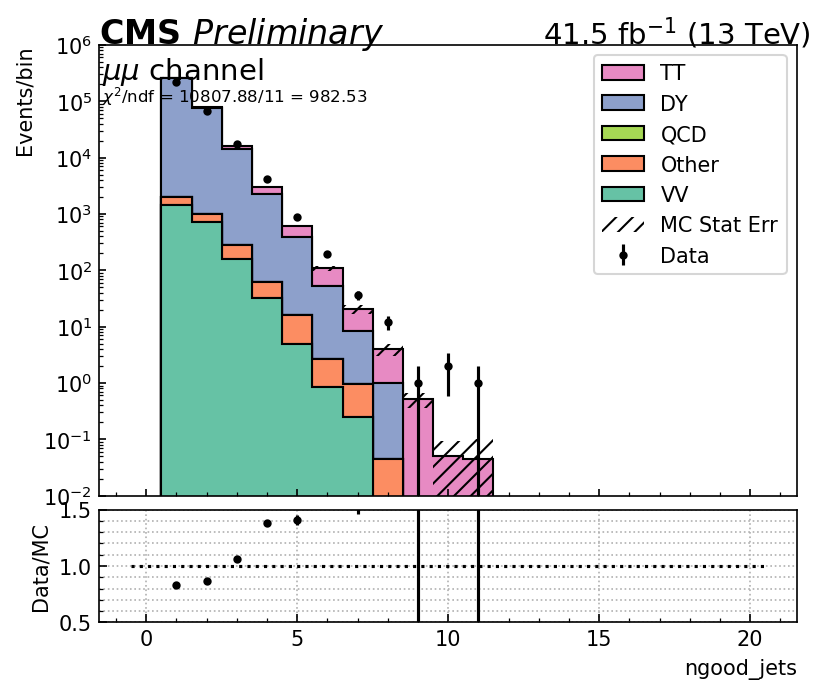 CMS Preliminary 41.5 fb⁻¹ (13 TeV)
μμ channel
χ²/ndf = 10807.88/11 = 982.53
Events/bin
10⁶
10⁵
10⁴
10³
10²
10¹
10⁰
10⁻¹
10⁻²
TT
DY
QCD
Other
VV
MC Stat Err
Data
Data/MC
1.5
1.0
0.5
0 5 10 15 20
ngood_jets